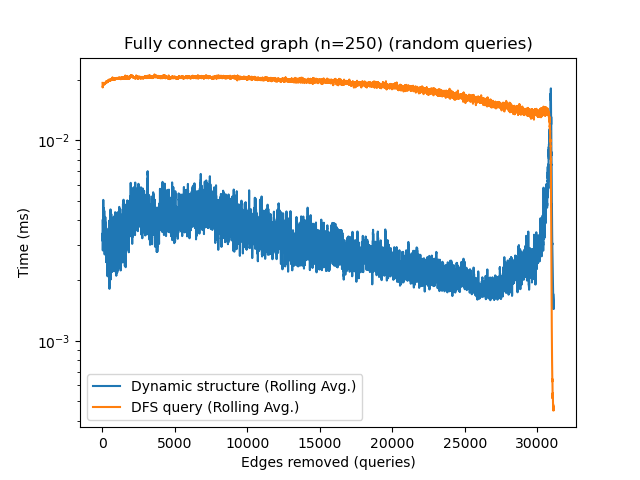 Fully connected graph (n=250) (random queries)
Time (ms)
10⁻²
10⁻³
Dynamic structure (Rolling Avg.)
DFS query (Rolling Avg.)
0 5000 10000 15000 20000 25000 30000
Edges removed (queries)